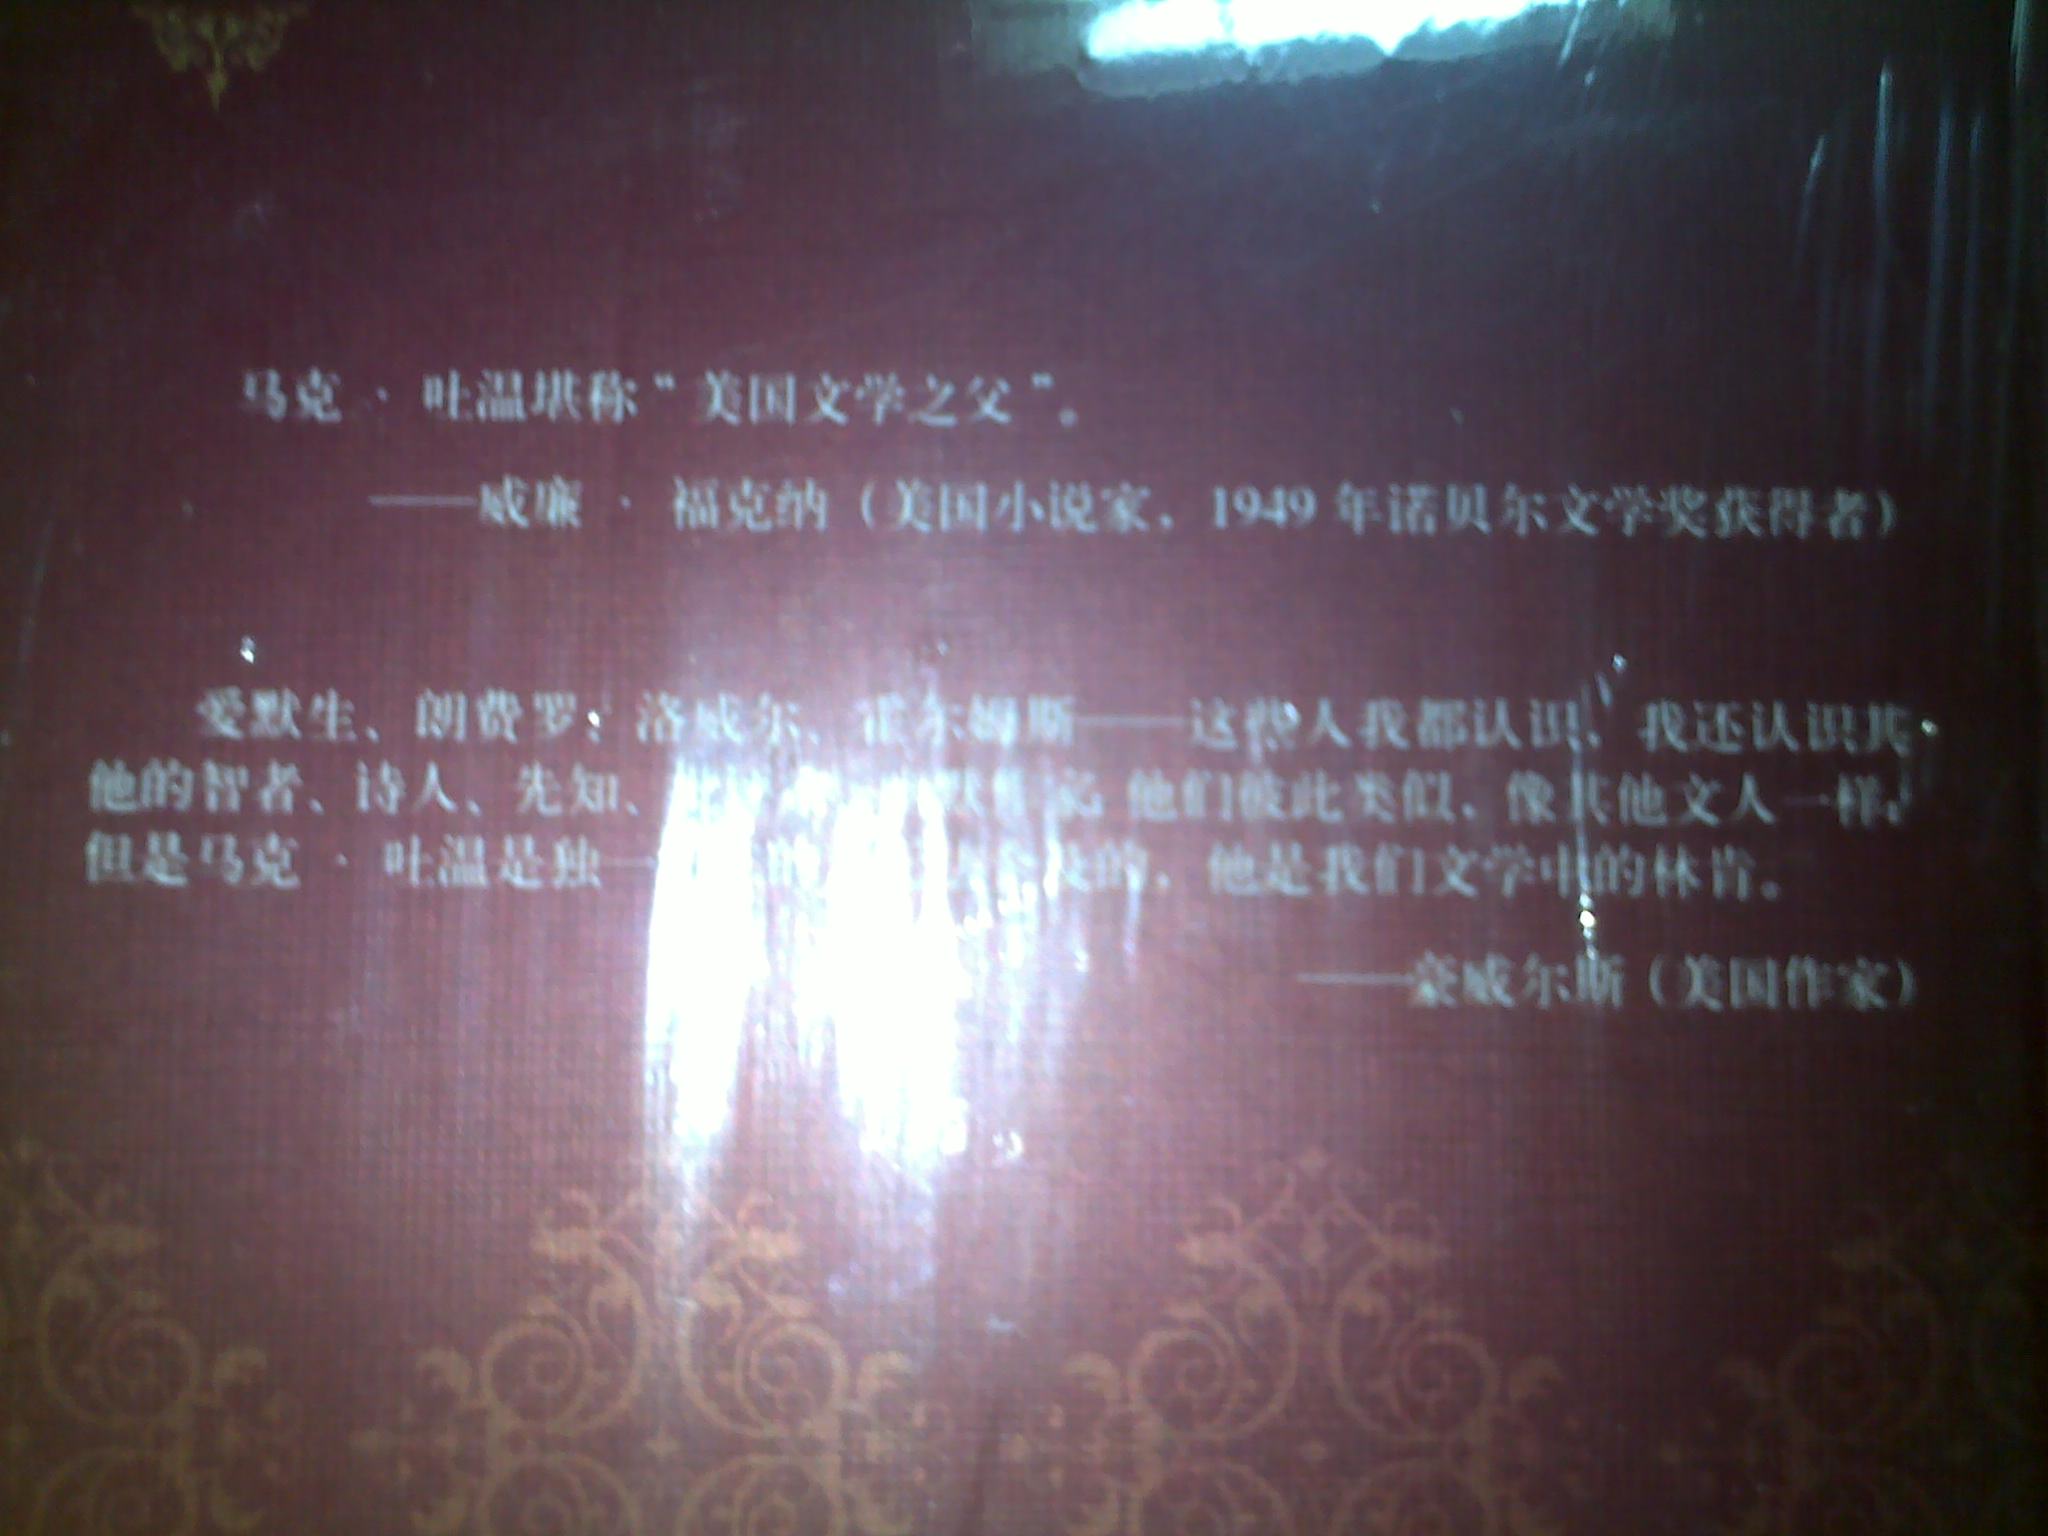 马克·吐温堪称“美国文学之父”。
——威廉·福克纳（美国小说家，1949年诺贝尔文学奖获得者）
爱默生、朗费罗、洛威尔、霍尔姆斯——这些人我都认识，我还认识其
他的智者、诗人、先知、 他们彼此类似，像其他文人一样，
但是马克·吐温是独一 的 的，他是我们文学中的林肯。
——豪威尔斯（美国作家）